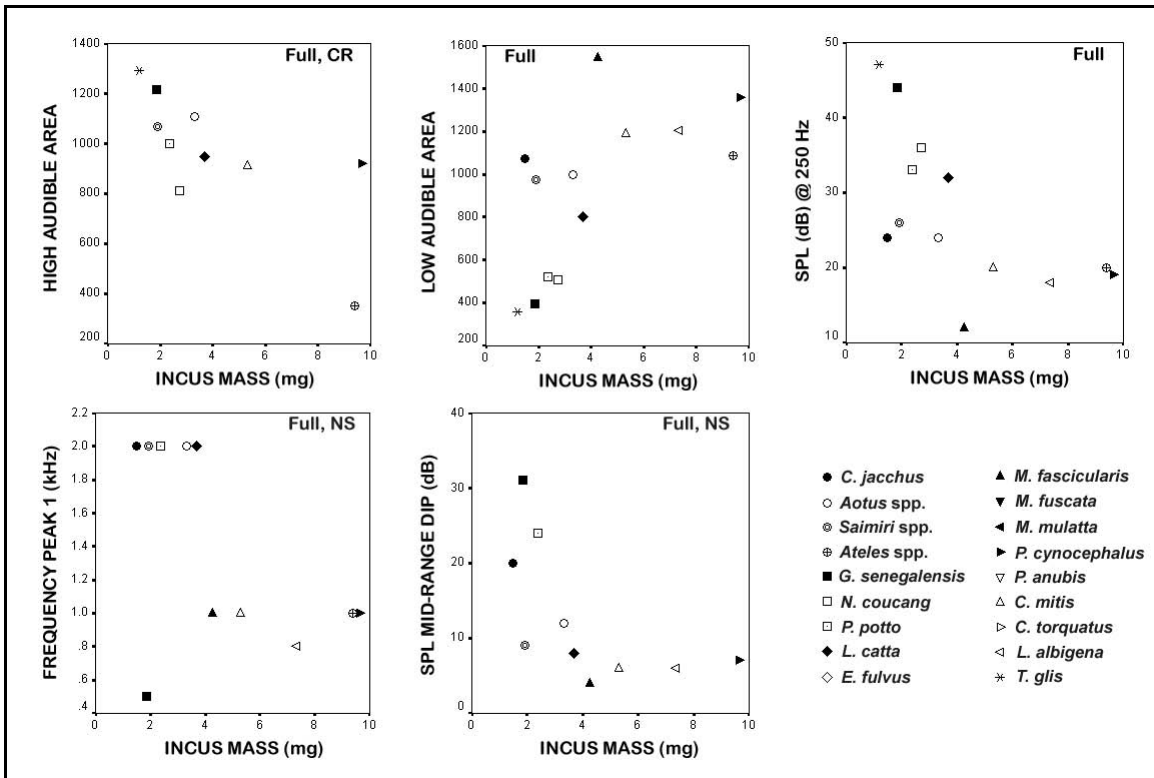 Full, CR
HIGH AUDIBLE AREA
1400
1200
1000
800
600
400
200
0 2 4 6 8 10
INCUS MASS (mg)
Full
LOW AUDIBLE AREA
1600
1400
1200
1000
800
600
400
200
0 2 4 6 8 10
INCUS MASS (mg)
Full
SPL (dB) @ 250 Hz
50
40
30
20
10
0 2 4 6 8 10
INCUS MASS (mg)
Full, NS
FREQUENCY PEAK 1 (kHz)
2.2
2.0
1.8
1.6
1.4
1.2
1.0
.8
.6
.4
0 2 4 6 8 10
INCUS MASS (mg)
Full, NS
SPL MID-RANGE DIP (dB)
40
30
20
10
0
0 2 4 6 8 10
INCUS MASS (mg)
C. jacchus
Aotus spp.
Saimiri spp.
Ateles spp.
G. senegalensis
N. coucang
P. potto
L. catta
E. fulvus
M. fascicularis
M. fuscata
M. mulatta
P. cynocephalus
P. anubis
C. mitis
C. torquatus
L. albigena
T. glis